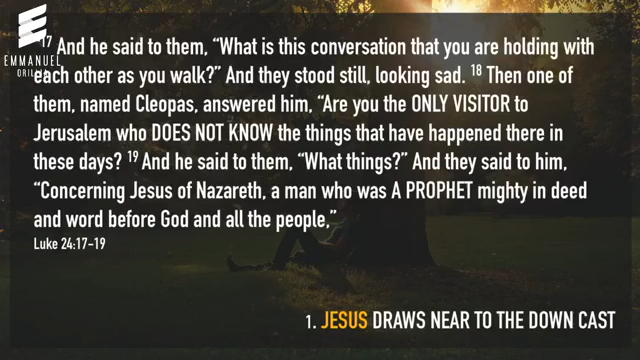 EMMANUEL
ORILLIA
17 And he said to them, “What is this conversation that you are holding with
each other as you walk?” And they stood still, looking sad. 18 Then one of
them, named Cleopas, answered him, “Are you the ONLY VISITOR to
Jerusalem who DOES NOT KNOW the things that have happened there in
these days? 19 And he said to them, “What things?” And they said to him,
“Concerning Jesus of Nazareth, a man who was A PROPHET mighty in deed
and word before God and all the people,”
Luke 24:17-19
1. JESUS DRAWS NEAR TO THE DOWN CAST